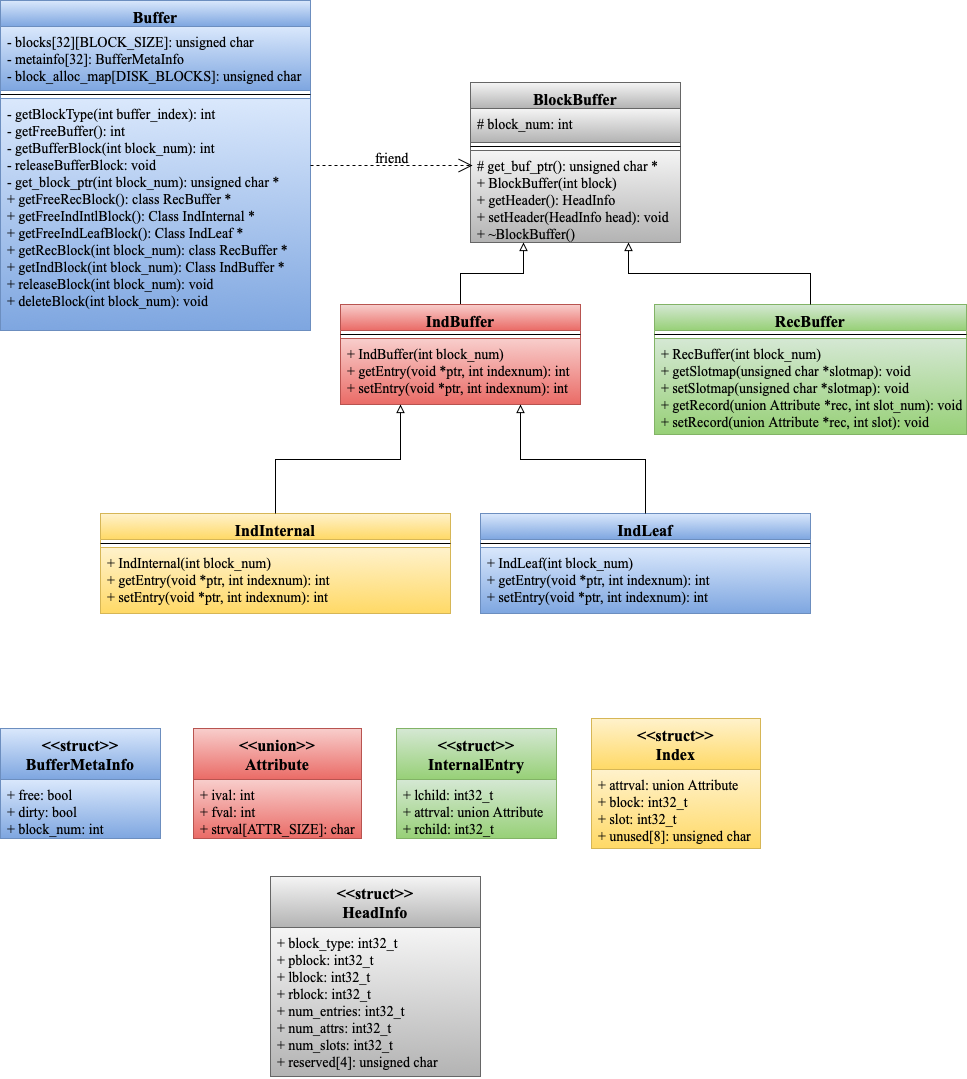 Buffer
- blocks[32][BLOCK_SIZE]: unsigned char
- metainfo[32]: BufferMetaInfo
- block_alloc_map[DISK_BLOCKS]: unsigned char
- getBlockType(int buffer_index): int
- getFreeBuffer(): int
- getBufferBlock(int block_num): int
- releaseBufferBlock: void
- get_block_ptr(int block_num): unsigned char *
+ getFreeRecBlock(): class RecBuffer *
+ getFreeIndIntlBlock(): Class IndInternal *
+ getFreeIndLeafBlock(): Class IndLeaf *
+ getRecBlock(int block_num): class RecBuffer *
+ getIndBlock(int block_num): Class IndBuffer *
+ releaseBlock(int block_num): void
+ deleteBlock(int block_num): void
friend
BlockBuffer
# block_num: int
# get_buf_ptr(): unsigned char *
+ BlockBuffer(int block)
+ getHeader(): HeadInfo
+ setHeader(HeadInfo head): void
+ ~BlockBuffer()
IndBuffer
+ IndBuffer(int block_num)
+ getEntry(void *ptr, int indexnum): int
+ setEntry(void *ptr, int indexnum): int
RecBuffer
+ RecBuffer(int block_num)
+ getSlotmap(unsigned char *slotmap): void
+ setSlotmap(unsigned char *slotmap): void
+ getRecord(union Attribute *rec, int slot_num): void
+ setRecord(union Attribute *rec, int slot): void
IndInternal
+ IndInternal(int block_num)
+ getEntry(void *ptr, int indexnum): int
+ setEntry(void *ptr, int indexnum): int
IndLeaf
+ IndLeaf(int block_num)
+ getEntry(void *ptr, int indexnum): int
+ setEntry(void *ptr, int indexnum): int
<<struct>>
BufferMetaInfo
+ free: bool
+ dirty: bool
+ block_num: int
<<union>>
Attribute
+ ival: int
+ fval: int
+ strval[ATTR_SIZE]: char
<<struct>>
InternalEntry
+ lchild: int32_t
+ attrval: union Attribute
+ rchild: int32_t
<<struct>>
Index
+ attrval: union Attribute
+ block: int32_t
+ slot: int32_t
+ unused[8]: unsigned char
<<struct>>
HeadInfo
+ block_type: int32_t
+ pblock: int32_t
+ lblock: int32_t
+ rblock: int32_t
+ num_entries: int32_t
+ num_attrs: int32_t
+ num_slots: int32_t
+ reserved[4]: unsigned char